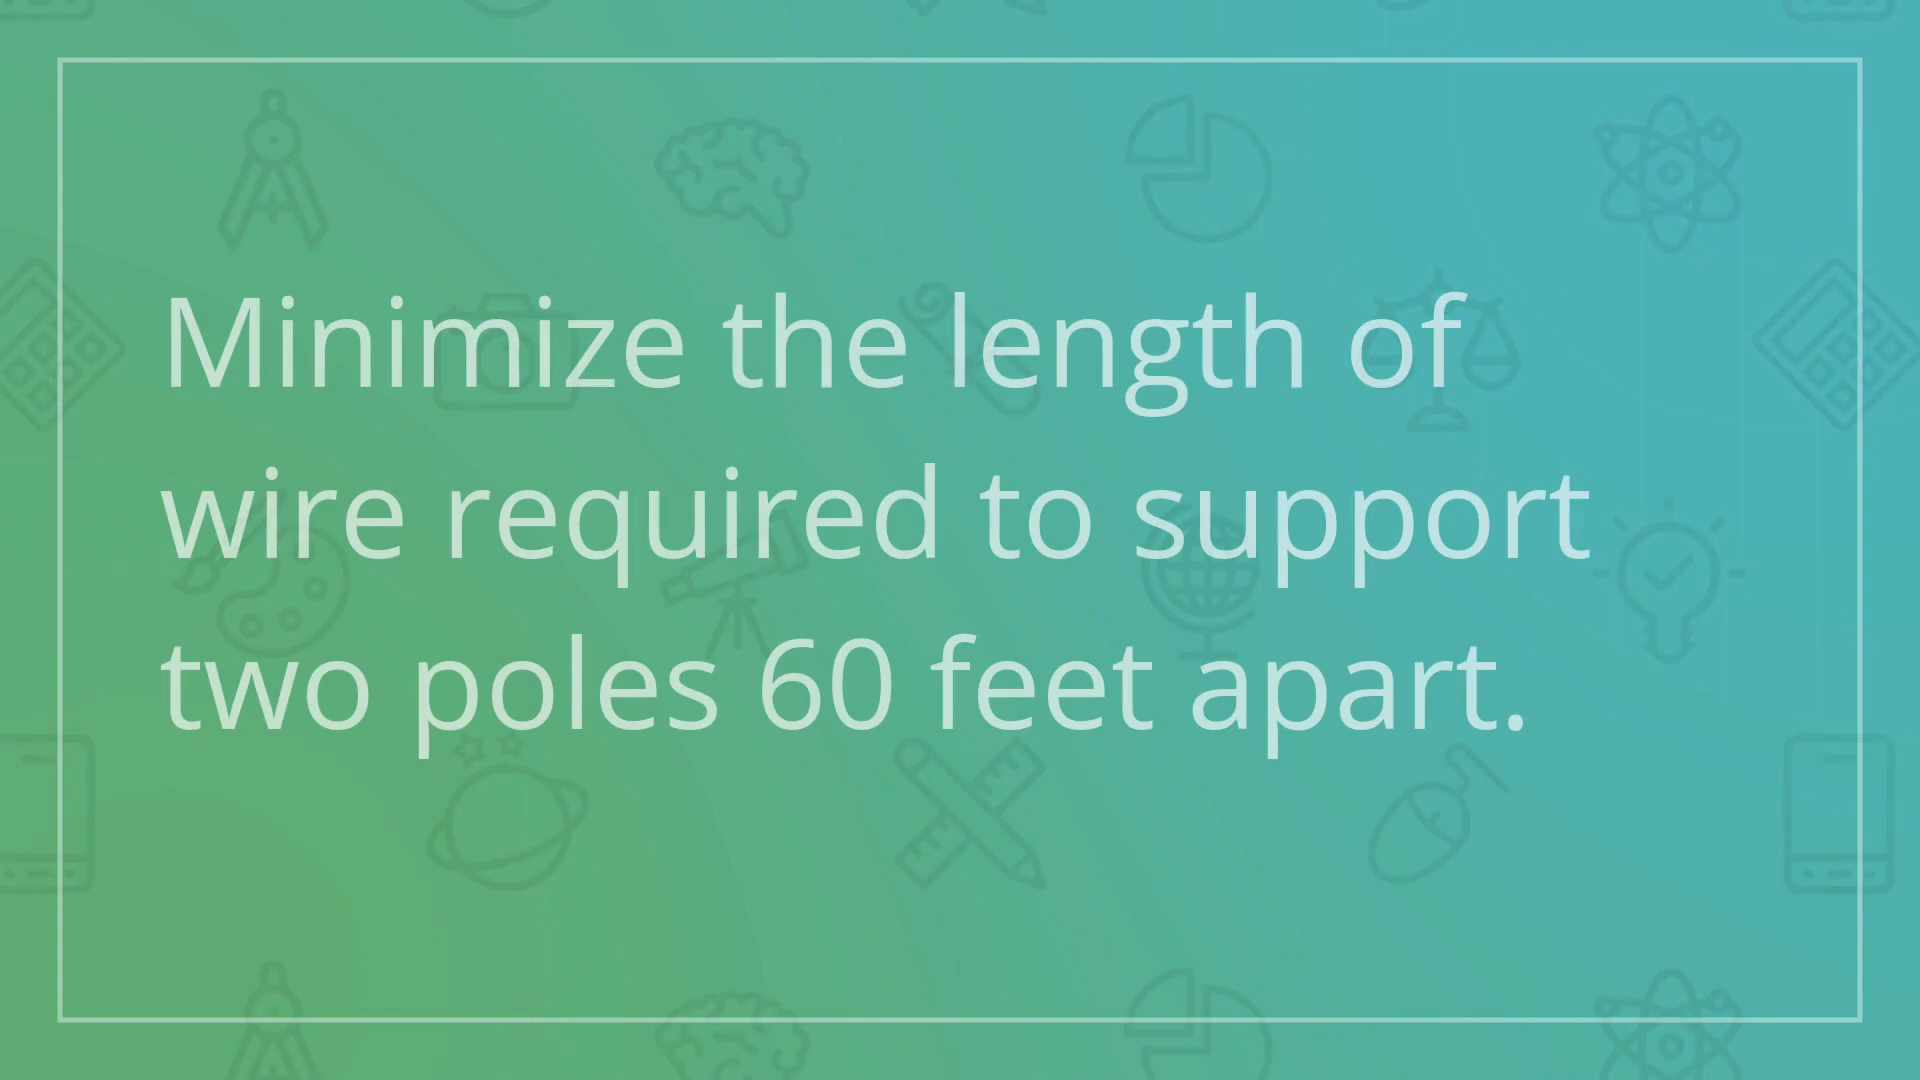 Minimize the length of
wire required to support
two poles 60 feet apart.